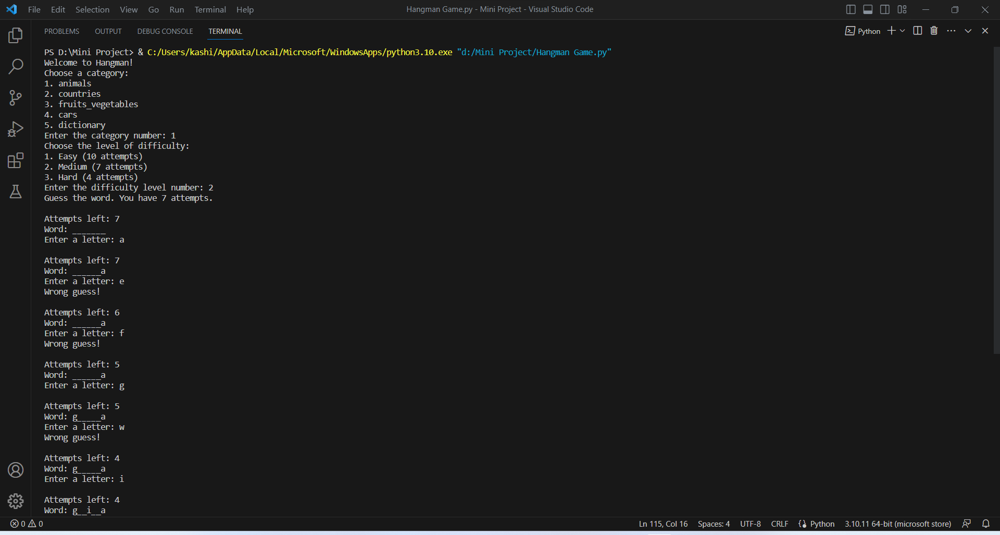 File Edit Selection View Go Run Terminal Help Hangman Game.py - Mini Project - Visual Studio Code
PROBLEMS OUTPUT DEBUG CONSOLE TERMINAL Python
PS D:\Mini Project> & C:/Users/kashi/AppData/Local/Microsoft/WindowsApps/python3.10.exe "d:/Mini Project/Hangman Game.py"
Welcome to Hangman!
Choose a category:
1. animals
2. countries
3. fruits_vegetables
4. cars
5. dictionary
Enter the category number: 1
Choose the level of difficulty:
1. Easy (10 attempts)
2. Medium (7 attempts)
3. Hard (4 attempts)
Enter the difficulty level number: 2
Guess the word. You have 7 attempts.

Attempts left: 7
Word: _______
Enter a letter: a

Attempts left: 7
Word: ______a
Enter a letter: e
Wrong guess!

Attempts left: 6
Word: ______a
Enter a letter: f
Wrong guess!

Attempts left: 5
Word: ______a
Enter a letter: g

Attempts left: 5
Word: g_____a
Enter a letter: w
Wrong guess!

Attempts left: 4
Word: g_____a
Enter a letter: i

Attempts left: 4
Word: g__i__a
0 0 Ln 115, Col 16 Spaces: 4 UTF-8 CRLF Python 3.10.11 64-bit (microsoft store)